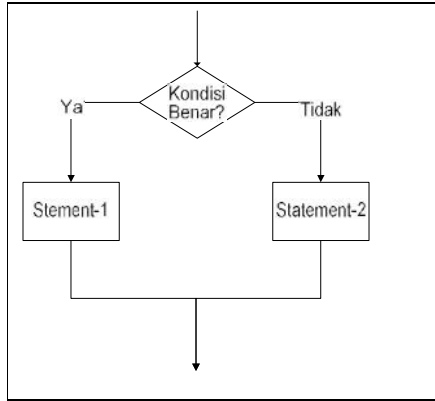 Kondisi
Benar?
Ya
Tidak
Stement-1
Statement-2